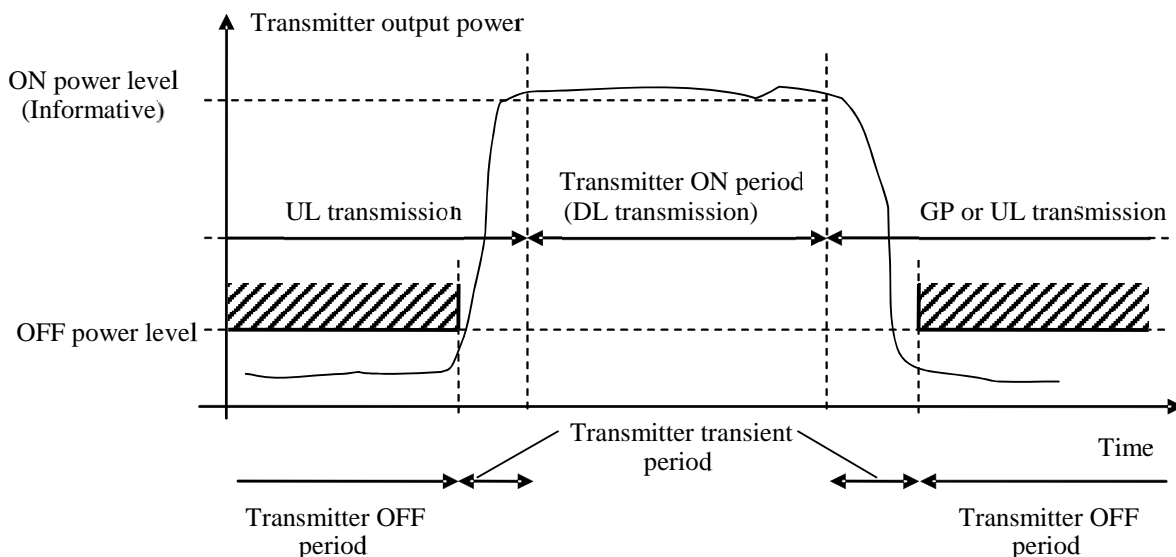 Transmitter output power
ON power level
(Informative)
Transmitter ON period
(DL transmission)
UL transmission
GP or UL transmission
OFF power level
Transmitter transient
period
Time
Transmitter OFF
period
Transmitter OFF
period